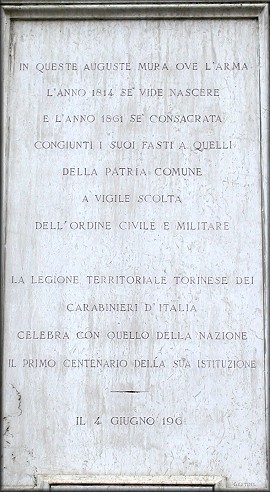 IN QUESTE AUGUSTE MURA OVE L'ARMA
L'ANNO 1814 SE' VIDE NASCERE
E L'ANNO 1861 SE' CONSACRATA
CONGIUNTI I SUOI FASTI A QUELLI
DELLA PATRIA COMUNE
A VIGILE SCOLTA
DELL'ORDINE CIVILE E MILITARE
LA LEGIONE TERRITORIALE TORINESE DEI
CARABINIERI D'ITALIA
CELEBRA CON QUELLO DELLA NAZIONE
IL PRIMO CENTENARIO DELLA SUA ISTITUZIONE
IL 4 GIUGNO 196